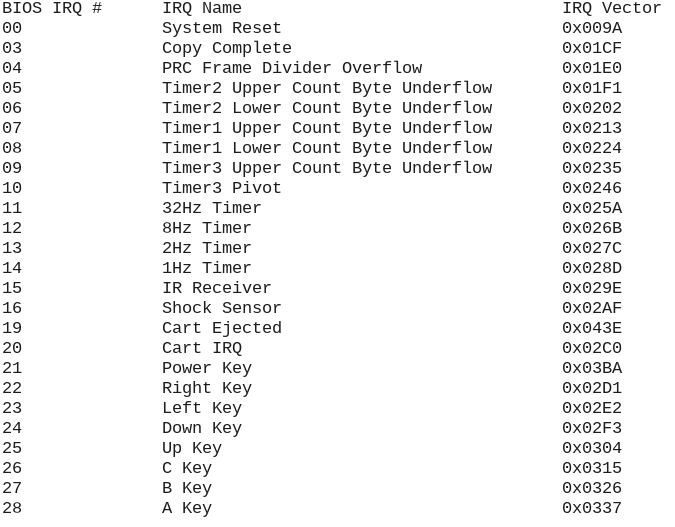 BIOS IRQ #      IRQ Name                                IRQ Vector
00              System Reset                            0x009A
03              Copy Complete                           0x01CF
04              PRC Frame Divider Overflow              0x01E0
05              Timer2 Upper Count Byte Underflow       0x01F1
06              Timer2 Lower Count Byte Underflow       0x0202
07              Timer1 Upper Count Byte Underflow       0x0213
08              Timer1 Lower Count Byte Underflow       0x0224
09              Timer3 Upper Count Byte Underflow       0x0235
10              Timer3 Pivot                            0x0246
11              32Hz Timer                              0x025A
12              8Hz Timer                               0x026B
13              2Hz Timer                               0x027C
14              1Hz Timer                               0x028D
15              IR Receiver                             0x029E
16              Shock Sensor                            0x02AF
19              Cart Ejected                            0x043E
20              Cart IRQ                                0x02C0
21              Power Key                               0x03BA
22              Right Key                               0x02D1
23              Left Key                                0x02E2
24              Down Key                                0x02F3
25              Up Key                                  0x0304
26              C Key                                   0x0315
27              B Key                                   0x0326
28              A Key                                   0x0337